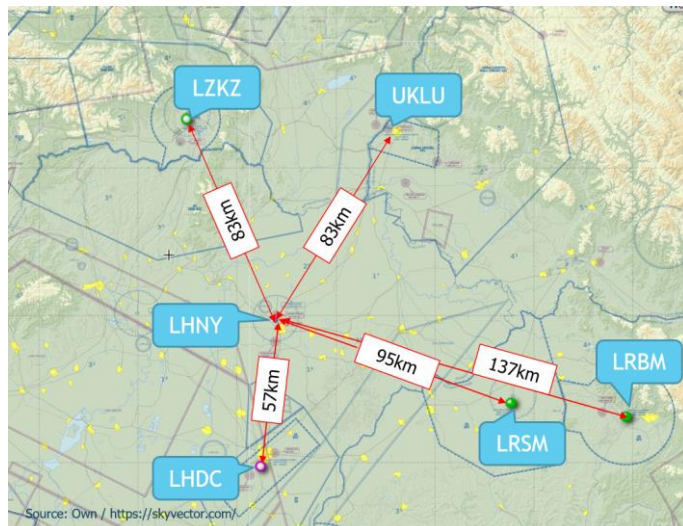 LZKZ
UKLU
83km
83km
LHNY
95km
137km
LRBM
57km
LRSM
LHDC
Source: Own / https://skyvector.com/